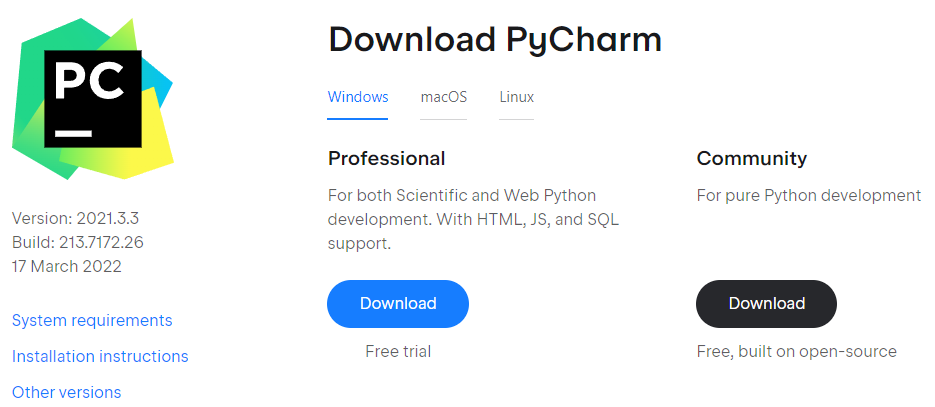 PC
Version: 2021.3.3
Build: 213.7172.26
17 March 2022
System requirements
Installation instructions
Other versions
Download PyCharm
Windows macOS Linux
Professional
For both Scientific and Web Python
development. With HTML, JS, and SQL
support.
Download
Free trial
Community
For pure Python development
Download
Free, built on open-source